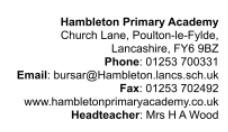 Hambleton Primary Academy
Church Lane, Poulton-le-Fylde,
Lancashire, FY6 9BZ
Phone: 01253 700331
Email: bursar@Hambleton.lancs.sch.uk
Fax: 01253 702492
www.hambletonprimaryacademy.co.uk
Headteacher: Mrs H A Wood